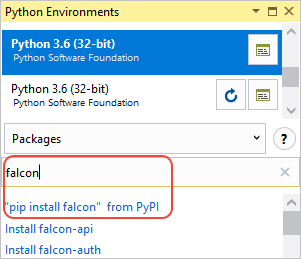 Python Environments
Python 3.6 (32-bit)
Python Software Foundation
Python 3.6 (32-bit)
Python Software Foundation
Packages
?
falcon
"pip install falcon" from PyPI
Install falcon-api
Install falcon-auth